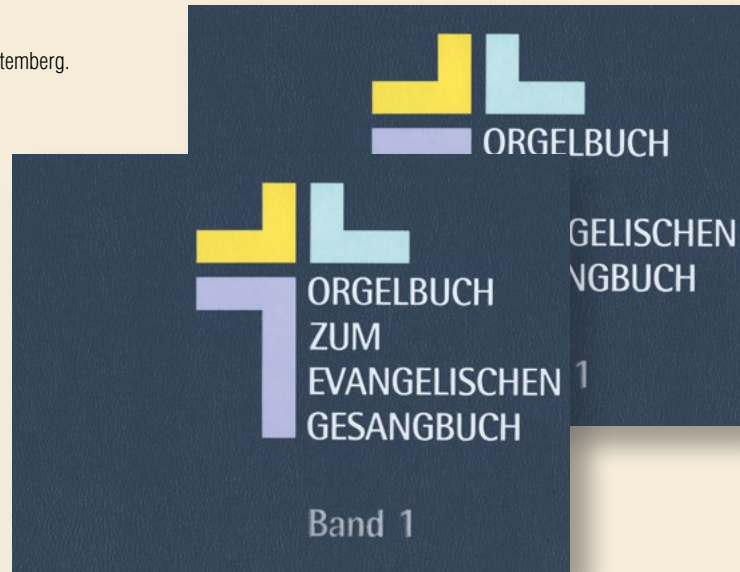 temberg.
ORGELBUCH
GELISCHEN
NGBUCH
1
ORGELBUCH
ZUM
EVANGELISCHEN
GESANGBUCH
Band 1